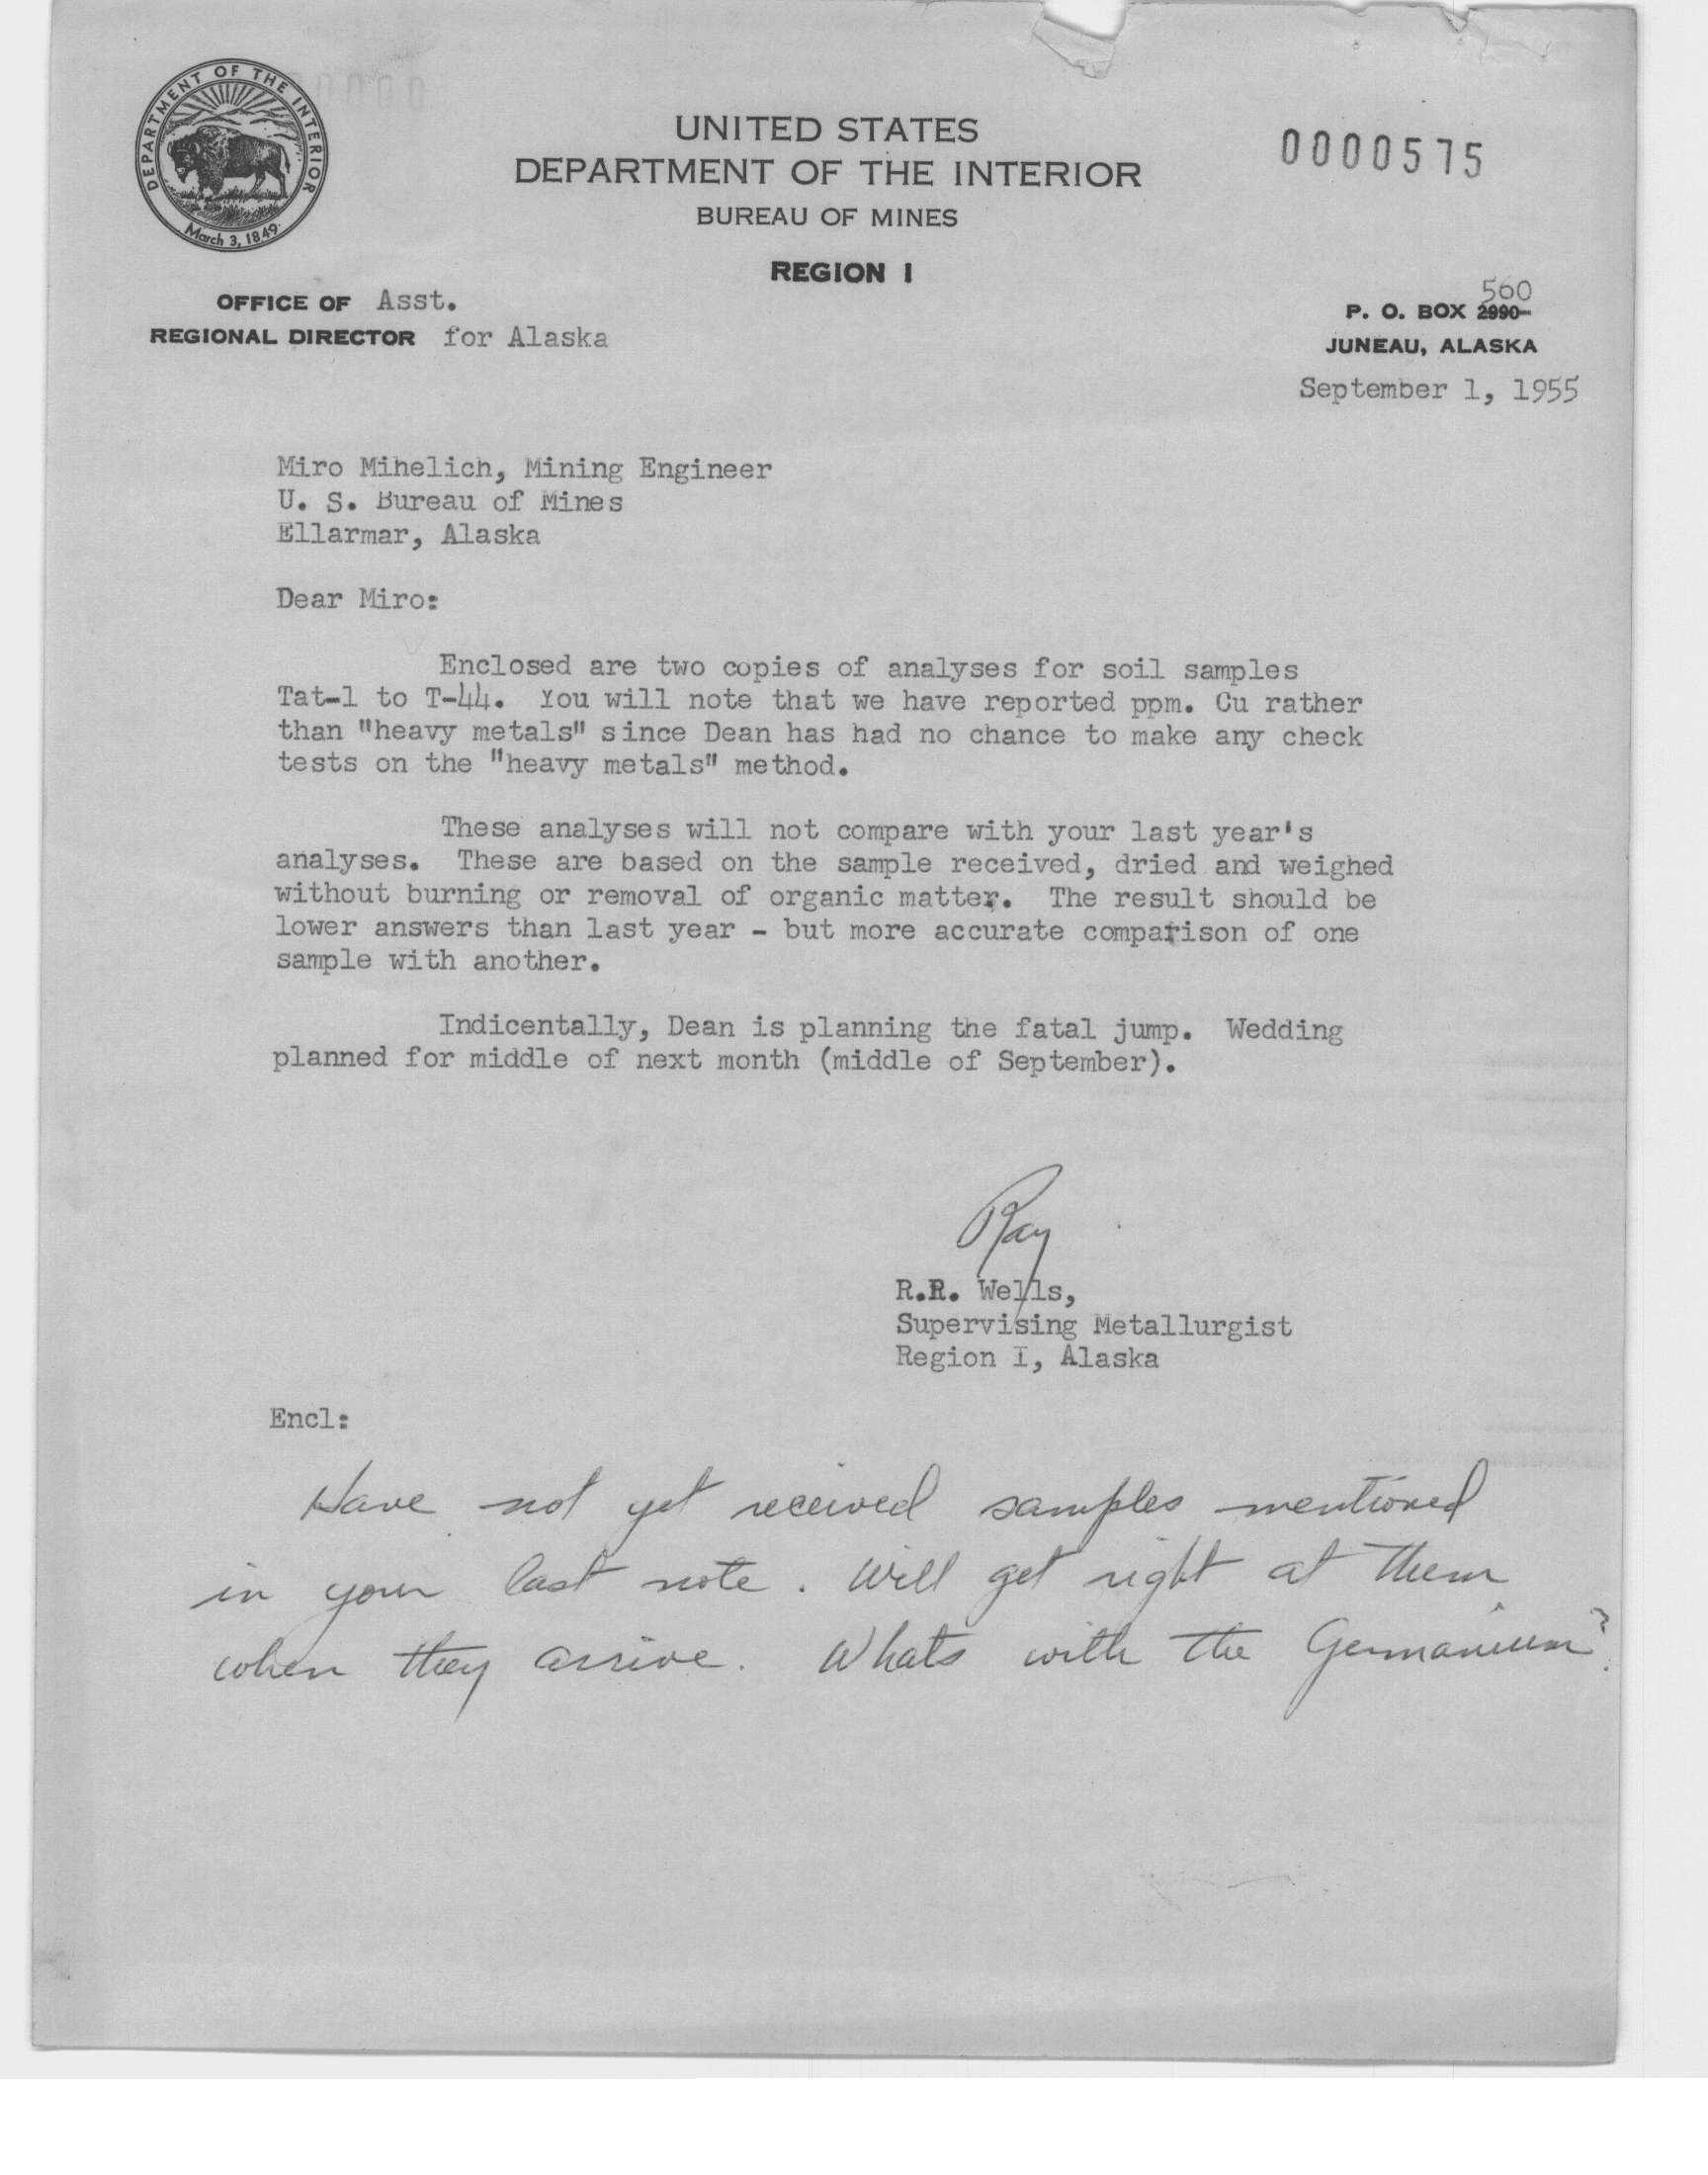 DEPARTMENT OF THE INTERIOR
March 3, 1849
UNITED STATES
DEPARTMENT OF THE INTERIOR
BUREAU OF MINES
REGION I
0000575
OFFICE OF Asst.
REGIONAL DIRECTOR for Alaska
560
P. O. BOX 2990
JUNEAU, ALASKA
September 1, 1955
Miro Mihelich, Mining Engineer
U. S. Bureau of Mines
Ellarmar, Alaska
Dear Miro:
Enclosed are two copies of analyses for soil samples
Tat-1 to T-44. You will note that we have reported ppm. Cu rather
than "heavy metals" since Dean has had no chance to make any check
tests on the "heavy metals" method.
These analyses will not compare with your last year's
analyses. These are based on the sample received, dried and weighed
without burning or removal of organic matter. The result should be
lower answers than last year - but more accurate comparison of one
sample with another.
Indicentally, Dean is planning the fatal jump. Wedding
planned for middle of next month (middle of September).
Ray
R.R. Wells,
Supervising Metallurgist
Region I, Alaska
Encl:
Have not yet received samples mentioned
in your last note. Will get right at them
when they arrive. Whats with the Germanium?